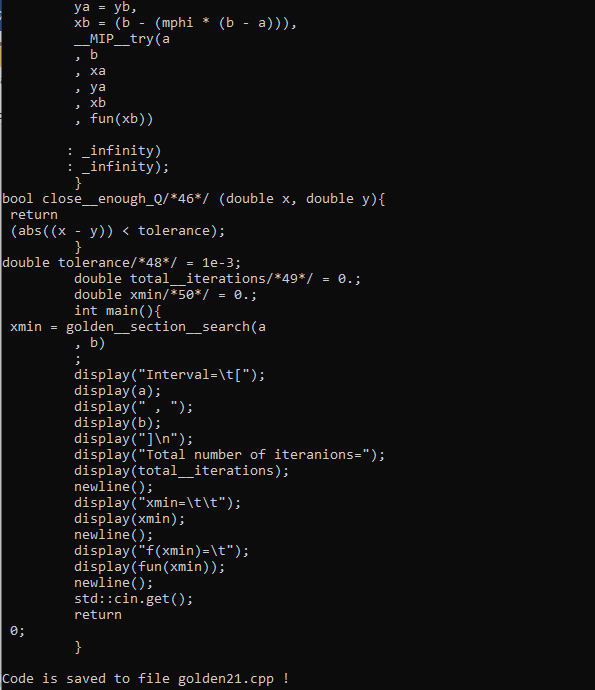 ya = yb,
xb = (b - (mphi * (b - a))),
__MIP__try(a
, b
, xa
, ya
, xb
, fun(xb))
: _infinity)
: _infinity);
}
bool close__enough_Q/*46*/ (double x, double y){
return
(abs((x - y)) < tolerance);
}
double tolerance/*48*/ = 1e-3;
double total__iterations/*49*/ = 0.;
double xmin/*50*/ = 0.;
int main(){
xmin = golden__section__search(a
, b)
;
display("Interval=\t[");
display(a);
display(" , ");
display(b);
display("]\n");
display("Total number of iteranions=");
display(total__iterations);
newline();
display("xmin=\t\t");
display(xmin);
newline();
display("f(xmin)=\t");
display(fun(xmin));
newline();
std::cin.get();
return
0;
}
Code is saved to file golden21.cpp !